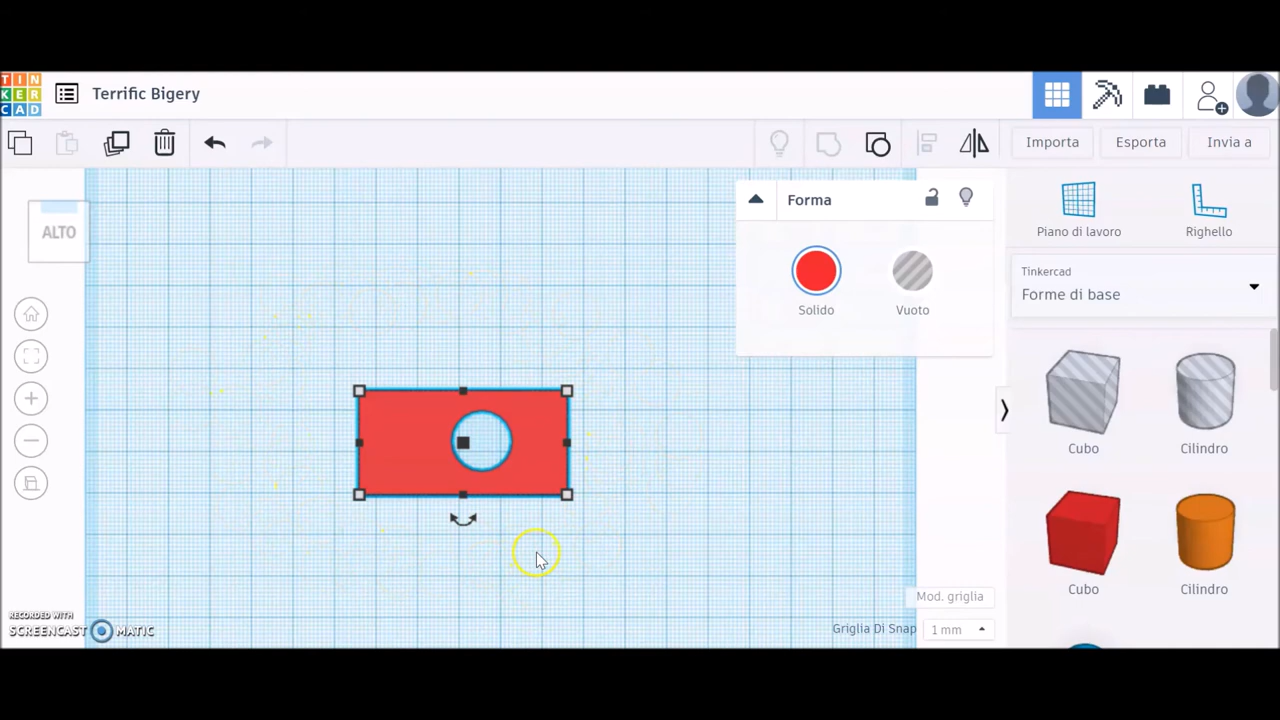 TIN
KER
CAD
Terrific Bigery
Importa
Esporta
Invia a
ALTO
Forma
Solido
Vuoto
Piano di lavoro
Righello
Tinkercad
Forme di base
Cubo
Cilindro
Cubo
Cilindro
Mod. griglia
Griglia Di Snap
1 mm
RECORDED WITH
SCREENCAST MATIC